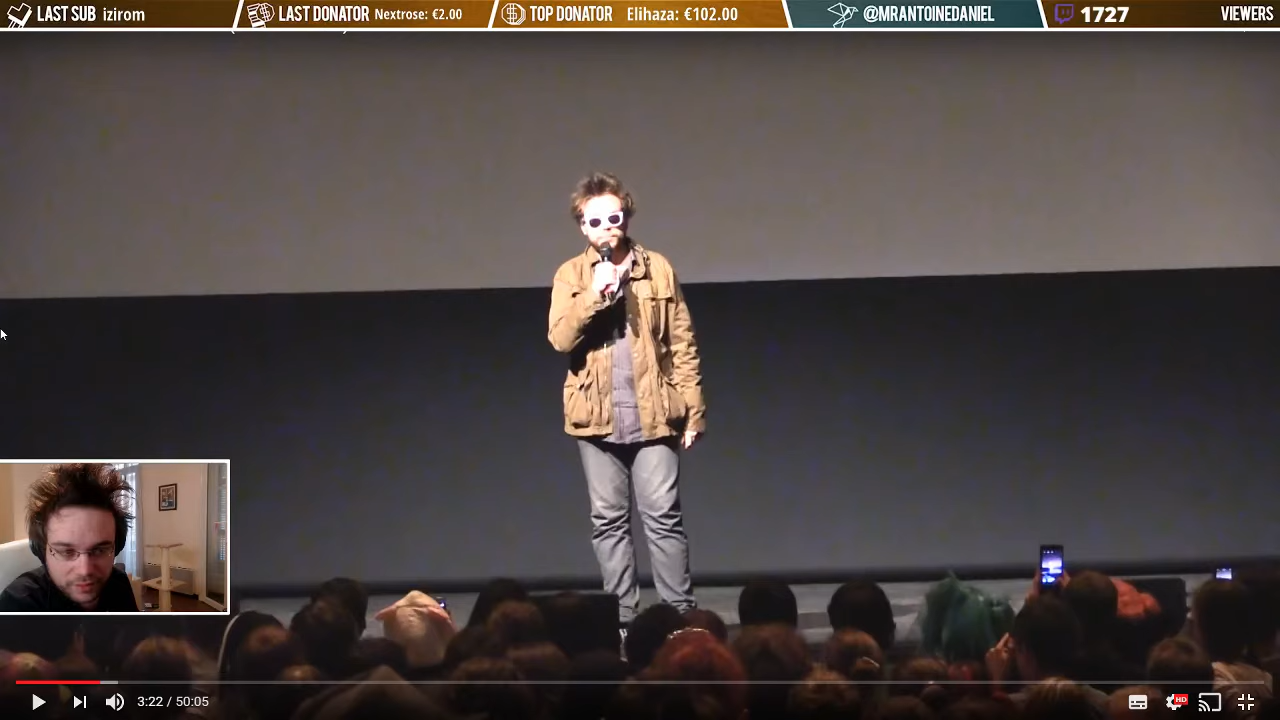 LAST SUB izirom LAST DONATOR Nextrose: €2.00 TOP DONATOR Elihaza: €102.00 @MRANTOINEDANIEL 1727 VIEWERS
3:22 / 50:05 HD